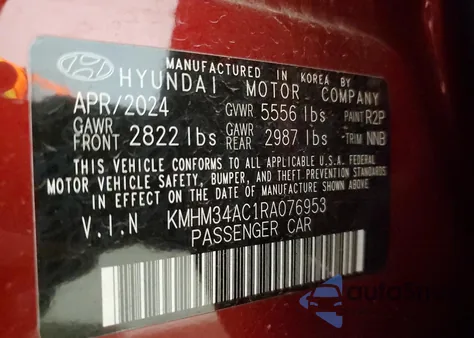 MANUFACTURED IN KOREA BY
HYUNDAI MOTOR COMPANY
APR/2024 GVWR 5556 lbs PAINT R2P
GAWR FRONT 2822 lbs GAWR REAR 2987 lbs TRIM NNB
THIS VEHICLE CONFORMS TO ALL APPLICABLE U.S.A. FEDERAL
MOTOR VEHICLE SAFETY, BUMPER, AND THEFT PREVENTION STANDARDS
IN EFFECT ON THE DATE OF MANUFACTURE SHOWN ABOVE.
V.I.N KMHM34AC1RA076953
PASSENGER CAR